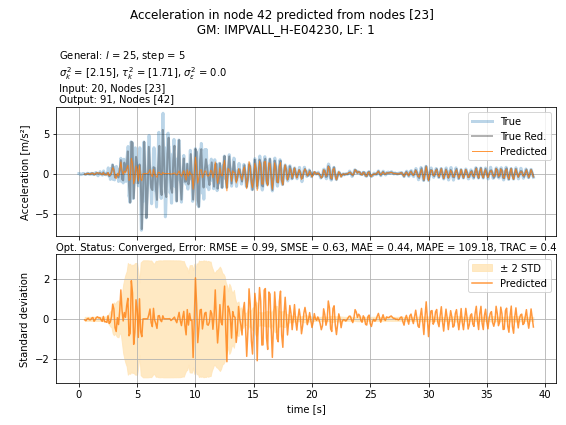 Acceleration in node 42 predicted from nodes [23]
GM: IMPVALL_H-E04230, LF: 1
General: l = 25, step = 5
σ²ₖ = [2.15], τ²ₖ = [1.71], σ²ε = 0.0
Input: 20, Nodes [23]
Output: 91, Nodes [42]
Acceleration [m/s²]
5
0
−5
True
True Red.
Predicted
Opt. Status: Converged, Error: RMSE = 0.99, SMSE = 0.63, MAE = 0.44, MAPE = 109.18, TRAC = 0.4
Standard deviation
2
0
−2
± 2 STD
Predicted
0 5 10 15 20 25 30 35 40
time [s]